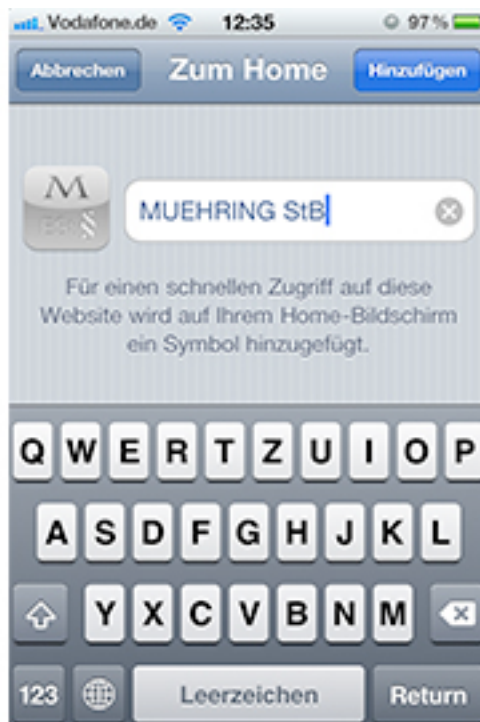 Vodafone.de 12:35 97%
Abbrechen Zum Home Hinzufügen
M
MUEHRING StB
Für einen schnellen Zugriff auf diese
Website wird auf Ihrem Home-Bildschirm
ein Symbol hinzugefügt.
Q W E R T Z U I O P
A S D F G H J K L
Y X C V B N M
123 Leerzeichen Return